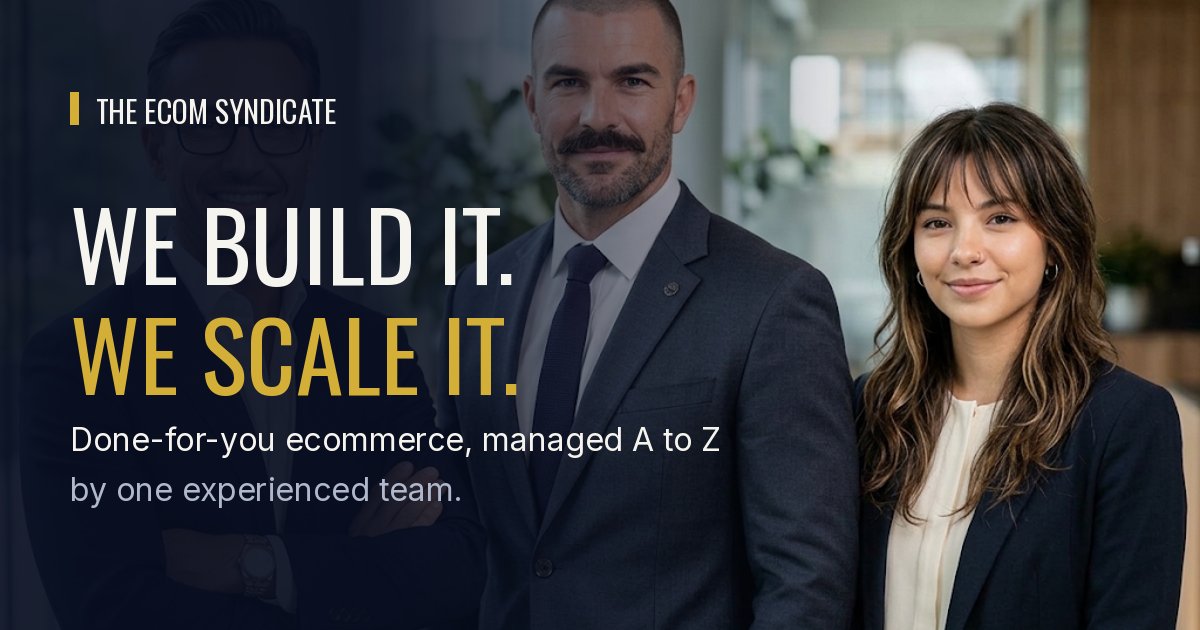 THE ECOM SYNDICATE
WE BUILD IT.
WE SCALE IT.
Done-for-you ecommerce, managed A to Z
by one experienced team.